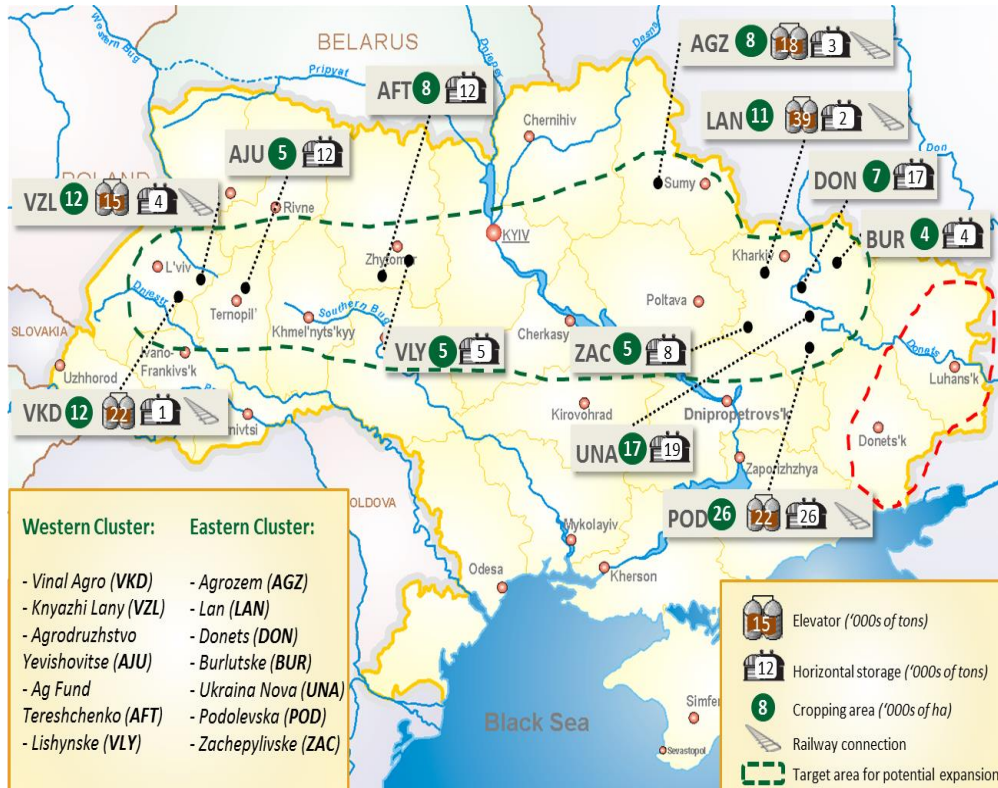 BELARUS
Western Bug
Pripyat
Dnieper
Desna
Don
AGZ 8 18 3
AFT 8 12
LAN 11 39 2
Chernihiv
AJU 5 12
DON 7 17
VZL 12 15 4
Sumy
Rivne
BUR 4 4
KYIV
Zhytomyr
Kharkiv
L'viv
Dniestr
Ternopil'
Poltava
Southern Bug
Khmel'nyts'kyy
Cherkasy
SLOVAKIA
VLY 5 5
ZAC 5 8
Donets
Ivano-
Frankivs'k
Uzhhorod
Luhans'k
VKD 12 22 1
Kirovohrad
Dnipropetrovs'k
Donets'k
UNA 17 19
Zaporizhzhya
POD 26 22 26
Mykolayiv
Odesa
Kherson
Black Sea
Simfer
Sevastopol
Western Cluster:
- Vinal Agro (VKD)
- Knyazhi Lany (VZL)
- Agrodruzhstvo
Yevishovitse (AJU)
- Ag Fund
Tereshchenko (AFT)
- Lishynske (VLY)
Eastern Cluster:
- Agrozem (AGZ)
- Lan (LAN)
- Donets (DON)
- Burlutske (BUR)
- Ukraina Nova (UNA)
- Podolevska (POD)
- Zachepylivske (ZAC)
15 Elevator ('000s of tons)
12 Horizontal storage ('000s of tons)
8 Cropping area ('000s of ha)
Railway connection
Target area for potential expansion